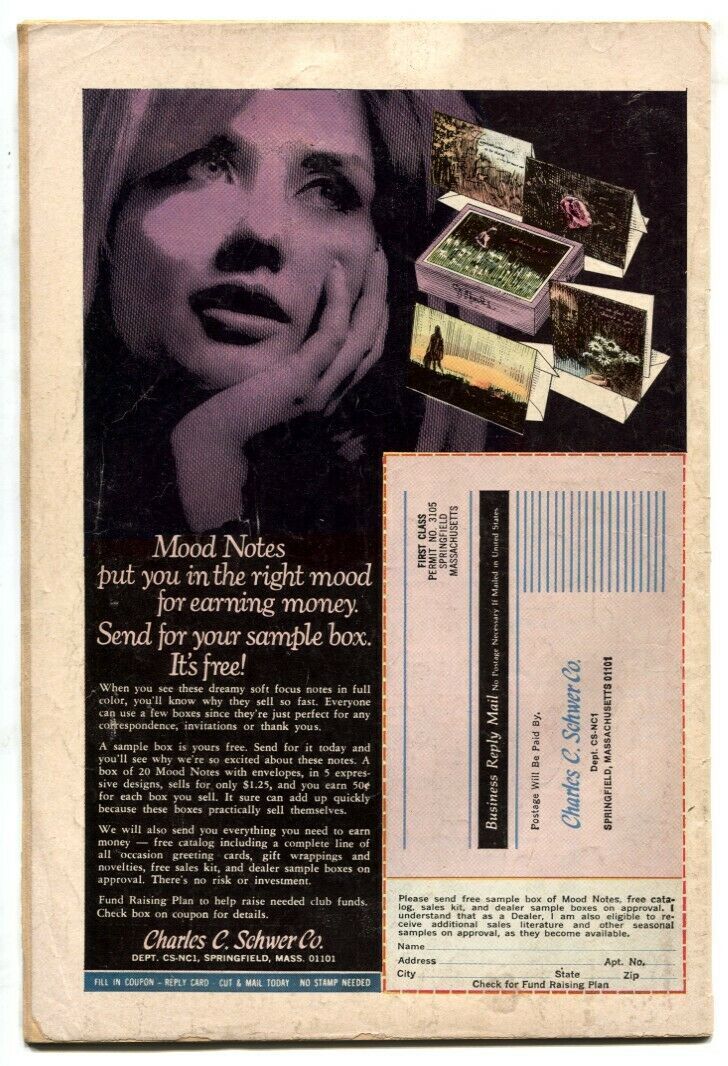 Mood Notes
put you in the right mood
for earning money.
Send for your sample box.
It's free!
When you see these dreamy soft focus notes in full
color, you'll know why they sell so fast. Everyone
can use a few boxes since they're just perfect for any
correspondence, invitations or thank yous.
A sample box is yours free. Send for it today and
you'll see why we're so excited about these notes. A
box of 20 Mood Notes with envelopes, in 5 expres-
sive designs, sells for only $1.25, and you earn 50¢
for each box you sell. It sure can add up quickly
because these boxes practically sell themselves.
We will also send you everything you need to earn
money — free catalog including a complete line of
all occasion greeting cards, gift wrappings and
novelties, free sales kit, and dealer sample boxes on
approval. There's no risk or investment.
Fund Raising Plan to help raise needed club funds.
Check box on coupon for details.
Charles C. Schwer Co.
DEPT. CS-NC1, SPRINGFIELD, MASS. 01101
FILL IN COUPON - REPLY CARD - CUT & MAIL TODAY - NO STAMP NEEDED
FIRST CLASS
PERMIT NO. 3105
SPRINGFIELD
MASSACHUSETTS
Business Reply Mail No Postage Necessary If Mailed in United States
Postage Will Be Paid By,
Charles C. Schwer Co.
Dept. CS-NC1
SPRINGFIELD, MASSACHUSETTS 01101
Please send free sample box of Mood Notes, free cata-
log, sales kit, and dealer sample boxes on approval. I
understand that as a Dealer, I am also eligible to re-
ceive additional sales literature and other seasonal
samples on approval, as they become available.
Name
Address Apt. No.
City State Zip
Check for Fund Raising Plan